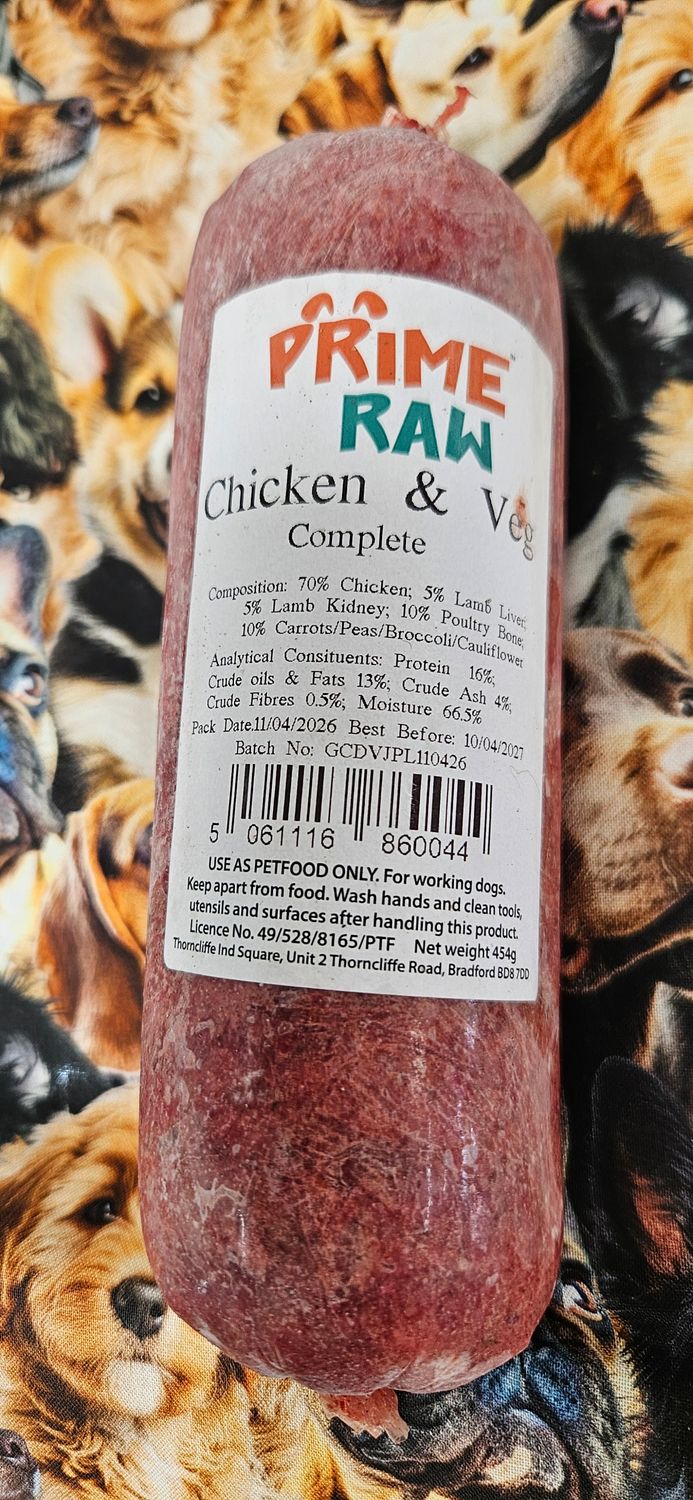 PRIME™
RAW
Chicken & Veg
Complete
Composition: 70% Chicken; 5% Lamb Liver;
5% Lamb Kidney; 10% Poultry Bone;
10% Carrots/Peas/Broccoli/Cauliflower
Analytical Consituents: Protein 16%;
Crude oils & Fats 13%; Crude Ash 4%;
Crude Fibres 0.5%; Moisture 66.5%
Pack Date.11/04/2026 Best Before: 10/04/2027
Batch No: GCDVJPL110426
5 061116 860044
USE AS PETFOOD ONLY. For working dogs.
Keep apart from food. Wash hands and clean tools,
utensils and surfaces after handling this product.
Licence No. 49/528/8165/PTF Net weight 454g
Thorncliffe Ind Square, Unit 2 Thorncliffe Road, Bradford BD8 7DD